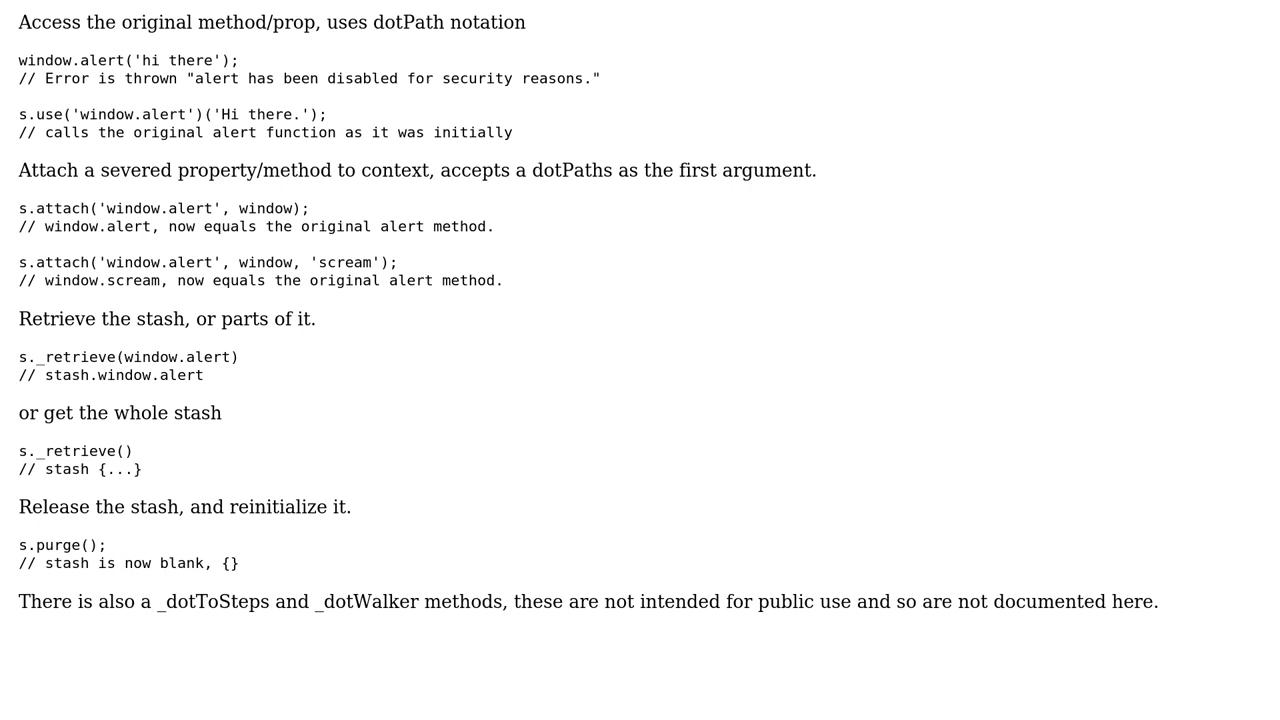 Access the original method/prop, uses dotPath notation
window.alert('hi there');
// Error is thrown "alert has been disabled for security reasons."
s.use('window.alert')('Hi there.');
// calls the original alert function as it was initially
Attach a severed property/method to context, accepts a dotPaths as the first argument.
s.attach('window.alert', window);
// window.alert, now equals the original alert method.
s.attach('window.alert', window, 'scream');
// window.scream, now equals the original alert method.
Retrieve the stash, or parts of it.
s._retrieve(window.alert)
// stash.window.alert
or get the whole stash
s._retrieve()
// stash {...}
Release the stash, and reinitialize it.
s.purge();
// stash is now blank, {}
There is also a _dotToSteps and _dotWalker methods, these are not intended for public use and so are not documented here.